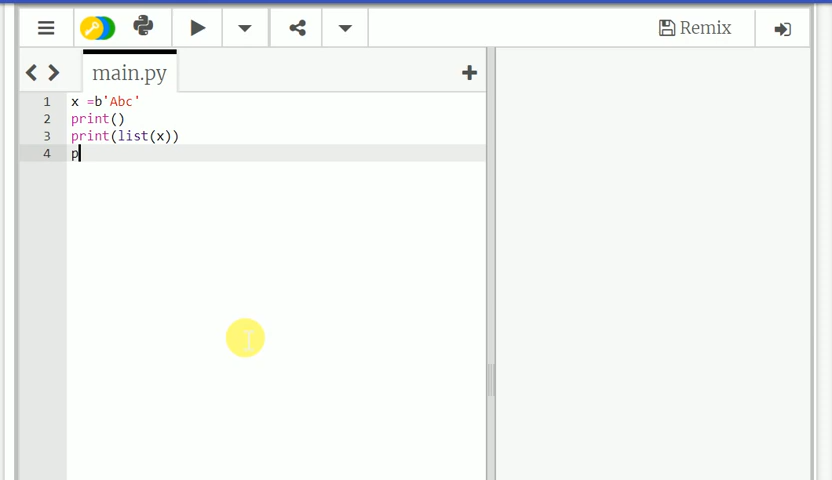 Remix
main.py
1 x =b'Abc'
2 print()
3 print(list(x))
4 p